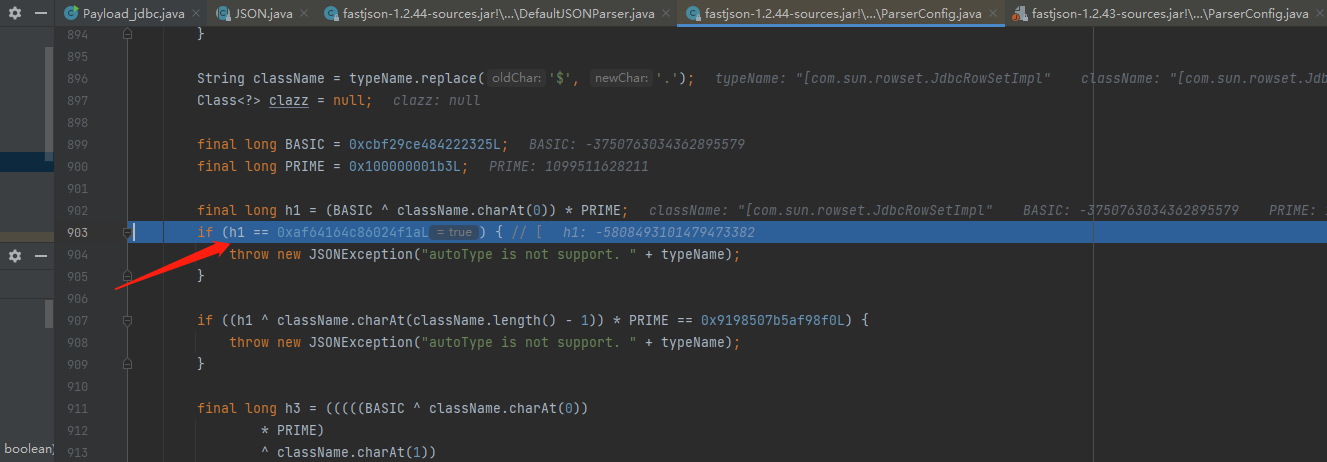 Payload_jdbc.java × JSON.java × fastjson-1.2.44-sources.jar!\...\DefaultJSONParser.java × fastjson-1.2.44-sources.jar!\...\ParserConfig.java × fastjson-1.2.43-sources.jar!\...\ParserConfig.java ×
894 }
895
896 String className = typeName.replace( oldChar: '$', newChar: '.'); typeName: "[com.sun.rowset.JdbcRowSetImpl" className: "[com.sun.rowset.Jdb
897 Class<?> clazz = null; clazz: null
898
899 final long BASIC = 0xcbf29ce484222325L; BASIC: -3750763034362895579
900 final long PRIME = 0x100000001b3L; PRIME: 1099511628211
901
902 final long h1 = (BASIC ^ className.charAt(0)) * PRIME; className: "[com.sun.rowset.JdbcRowSetImpl" BASIC: -3750763034362895579 PRIME:
903 if (h1 == 0xaf64164c86024f1aL = true ) { // [ h1: -5808493101479473382
904 throw new JSONException("autoType is not support. " + typeName);
905 }
906
907 if ((h1 ^ className.charAt(className.length() - 1)) * PRIME == 0x9198507b5af98f0L) {
908 throw new JSONException("autoType is not support. " + typeName);
909 }
910
911 final long h3 = (((((BASIC ^ className.charAt(0))
912 * PRIME)
boolean) 913 ^ className.charAt(1))